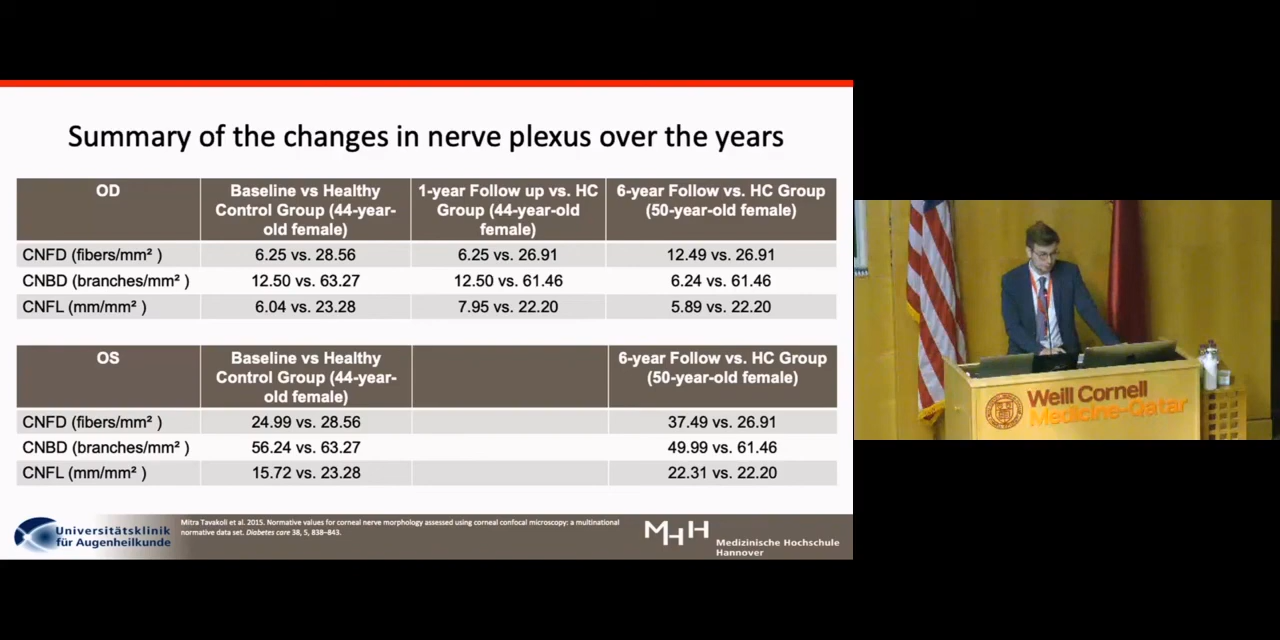 Summary of the changes in nerve plexus over the years
OD
Baseline vs Healthy
Control Group (44-year-
old female)
1-year Follow up vs. HC
Group (44-year-old
female)
6-year Follow vs. HC Group
(50-year-old female)
CNFD (fibers/mm² )
6.25 vs. 28.56
6.25 vs. 26.91
12.49 vs. 26.91
CNBD (branches/mm² )
12.50 vs. 63.27
12.50 vs. 61.46
6.24 vs. 61.46
CNFL (mm/mm² )
6.04 vs. 23.28
7.95 vs. 22.20
5.89 vs. 22.20
OS
Baseline vs Healthy
Control Group (44-year-
old female)
6-year Follow vs. HC Group
(50-year-old female)
CNFD (fibers/mm² )
24.99 vs. 28.56
37.49 vs. 26.91
CNBD (branches/mm² )
56.24 vs. 63.27
49.99 vs. 61.46
CNFL (mm/mm² )
15.72 vs. 23.28
22.31 vs. 22.20
Universitätsklinik
für Augenheilkunde
Mitra Tavakoli et al. 2015. Normative values for corneal nerve morphology assessed using corneal confocal microscopy: a multinational
normative data set. Diabetes care 38, 5, 838–843.
MHH
Medizinische Hochschule
Hannover
Weill Cornell
Medicine-Qatar